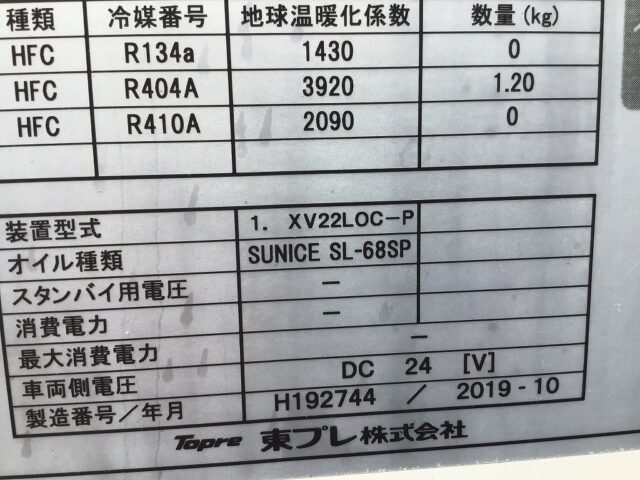 種類 冷媒番号 地球温暖化係数 数量(kg)
HFC R134a 1430 0
HFC R404A 3920 1.20
HFC R410A 2090 0
装置型式 1. XV22LOC-P
オイル種類 SUNICE SL-68SP
スタンバイ用電圧 -
消費電力 -
最大消費電力 -
車両側電圧 DC 24 [V]
製造番号/年月 H192744 / 2019-10
Topre 東プレ株式会社